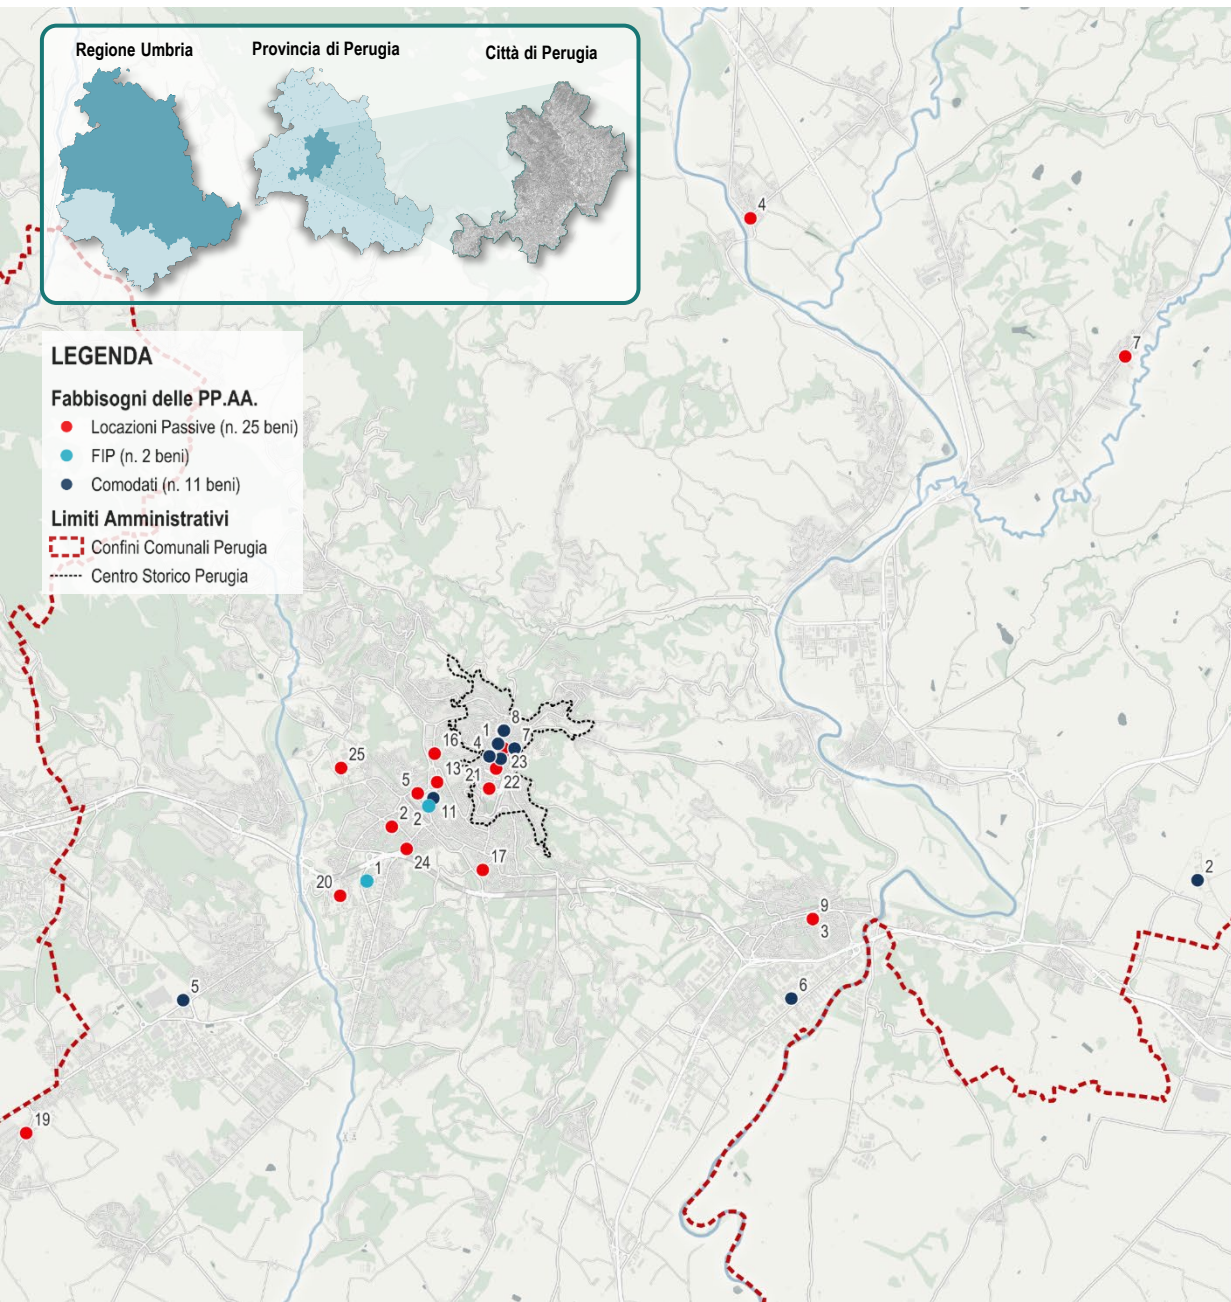 Regione Umbria
Provincia di Perugia
Città di Perugia
LEGENDA
Fabbisogni delle PP.AA.
Locazioni Passive (n. 25 beni)
FIP (n. 2 beni)
Comodati (n. 11 beni)
Limiti Amministrativi
Confini Comunali Perugia
Centro Storico Perugia
4
7
8
1
7
4
16
23
25
13
21
22
5
11
2
2
17
24
1
20
2
9
3
6
5
19